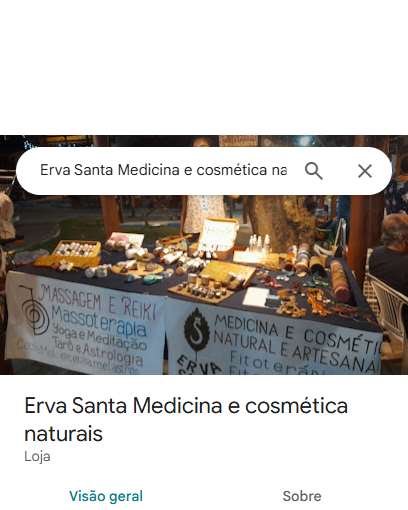 Erva Santa Medicina e cosmética na
MASSAGEM E REIKI
Massoterapia
Yoga e Meditação
Tarô e Astrologia
MEDICINA E COSMÉTI
NATURAL E ARTESANA
ERVA
Erva Santa Medicina e cosmética
naturais
Loja
Visão geral
Sobre